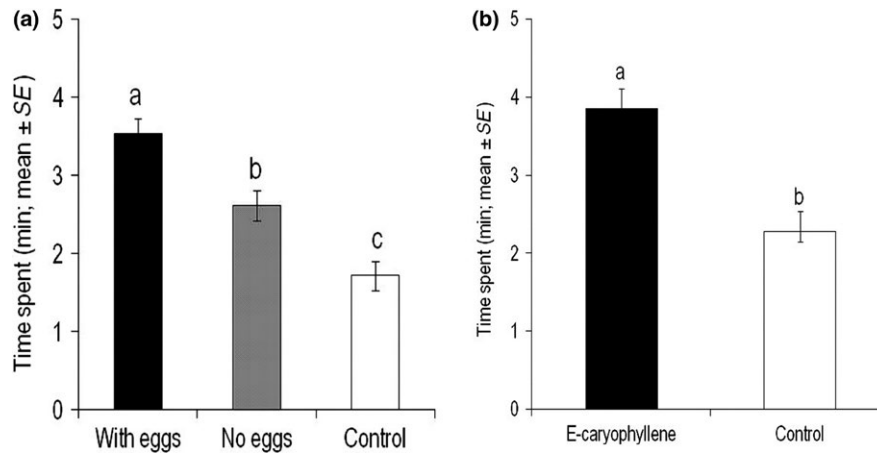 (a)
Time spent (min; mean ± SE)
5
4
3
2
1
0
a
b
c
With eggs No eggs Control
(b)
Time spent (min; mean ± SE)
5
4
3
2
1
0
a
b
E-caryophyllene Control